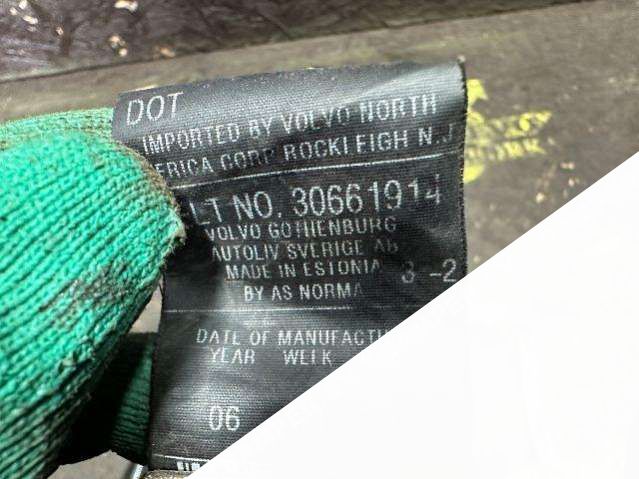 DOT
IMPORTED BY VOLVO NORTH
ERICA CORP ROCKLEIGH N.J
LT NO. 30661914
VOLVO GOTHENBURG
AUTOLIV SVERIGE AB
MADE IN ESTONIA 3-2
BY AS NORMA
DATE OF MANUFACTU
YEAR WEEK
06